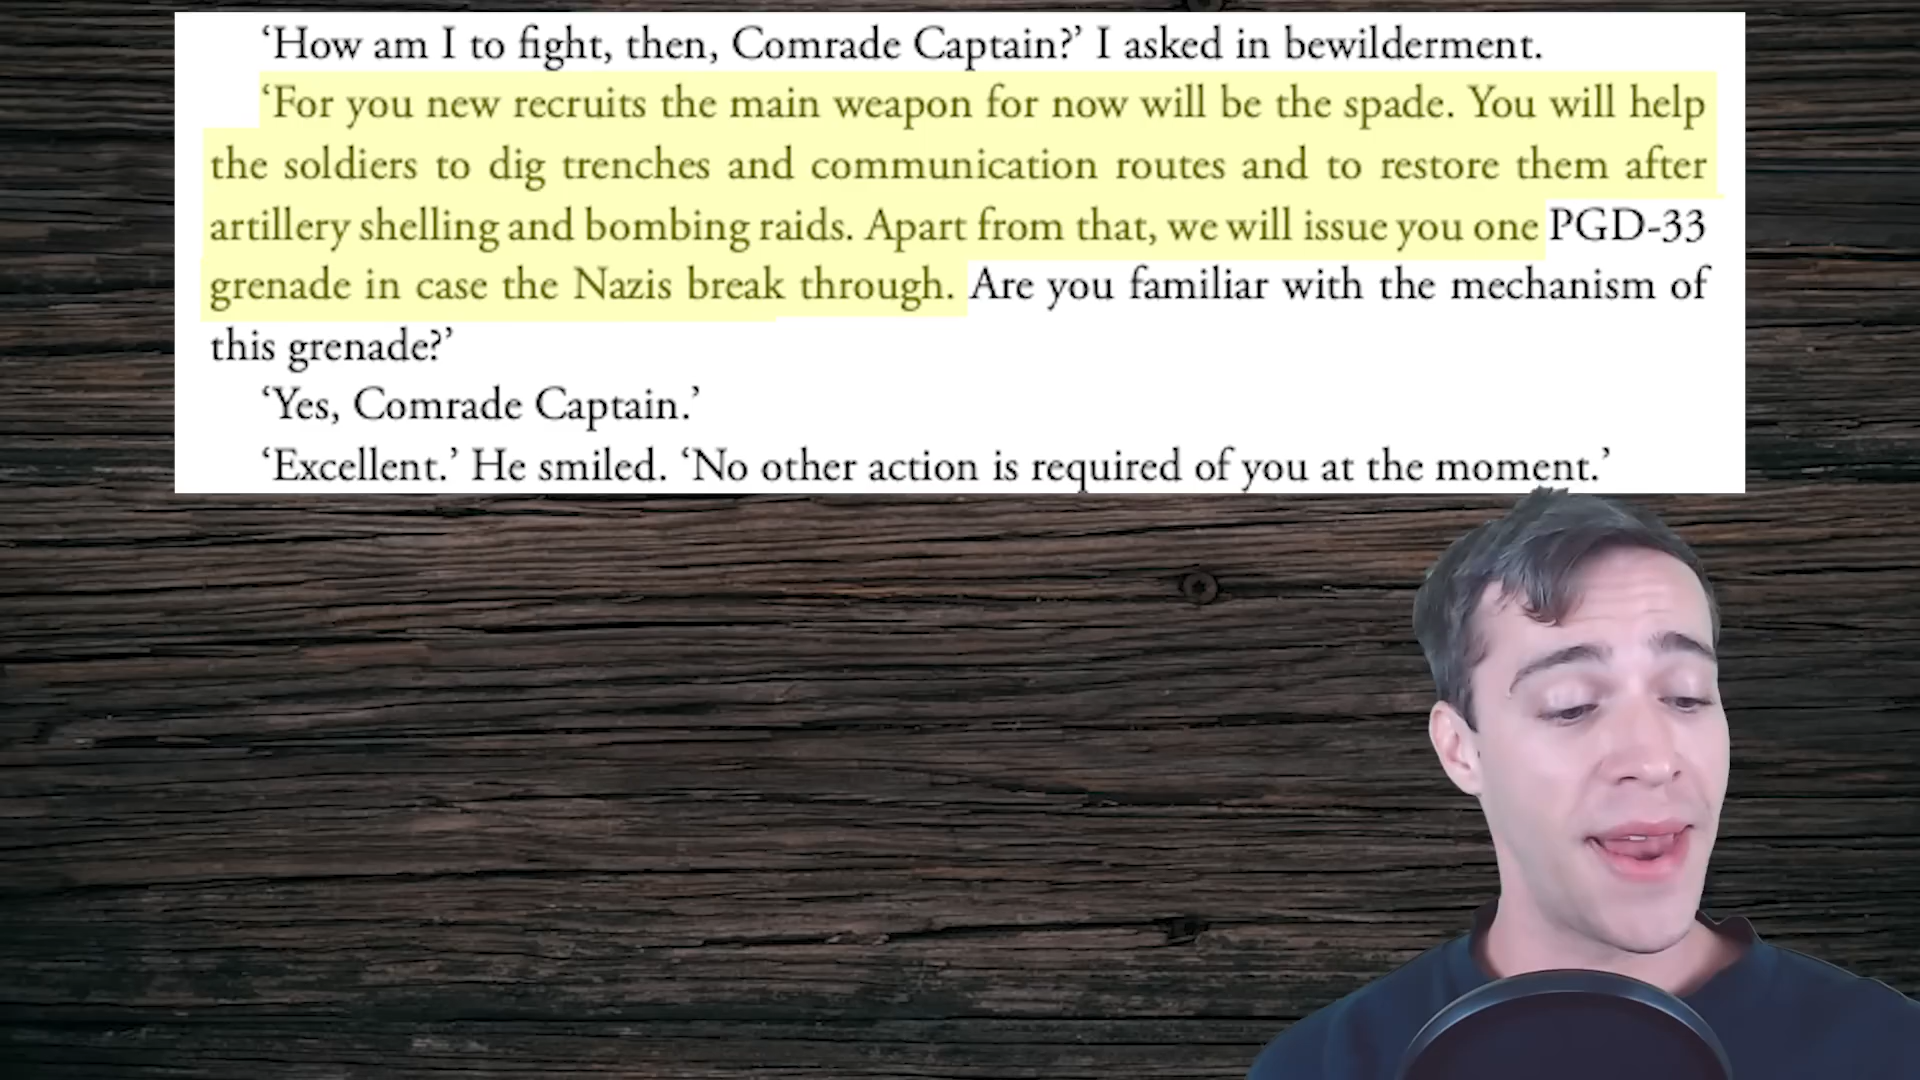 ‘How am I to fight, then, Comrade Captain?’ I asked in bewilderment.
‘For you new recruits the main weapon for now will be the spade. You will help
the soldiers to dig trenches and communication routes and to restore them after
artillery shelling and bombing raids. Apart from that, we will issue you one PGD-33
grenade in case the Nazis break through. Are you familiar with the mechanism of
this grenade?’
‘Yes, Comrade Captain.’
‘Excellent.’ He smiled. ‘No other action is required of you at the moment.’